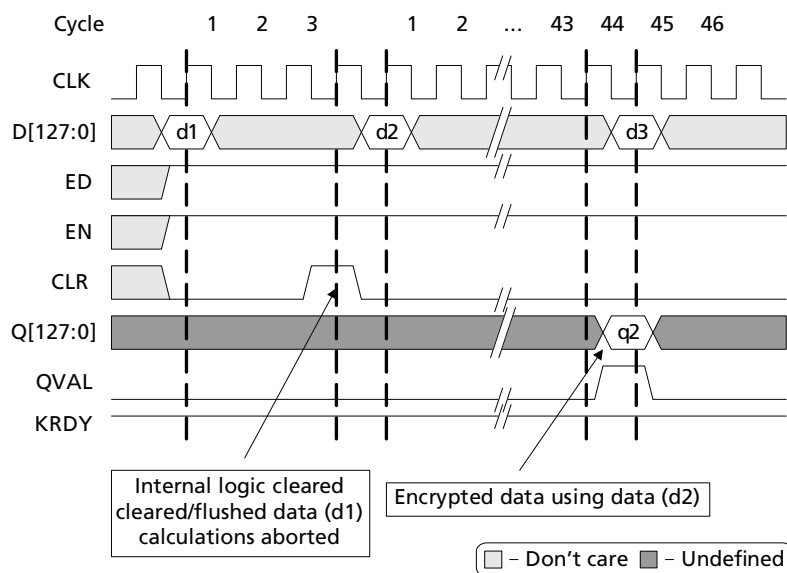 Cycle 1 2 3 1 2 ... 43 44 45 46
CLK
D[127:0] d1 d2 d3
ED
EN
CLR
Q[127:0] q2
QVAL
KRDY
Internal logic cleared
cleared/flushed data (d1)
calculations aborted
Encrypted data using data (d2)
– Don't care – Undefined